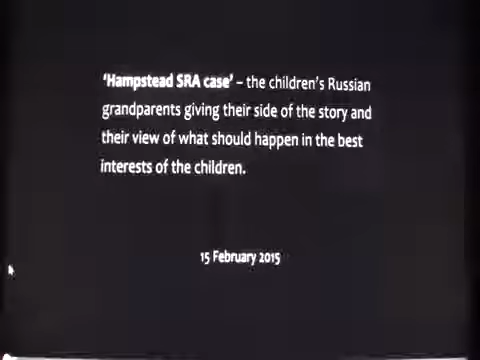 ‘Hampstead SRA case’ – the children’s Russian
grandparents giving their side of the story and
their view of what should happen in the best
interests of the children.
15 February 2015